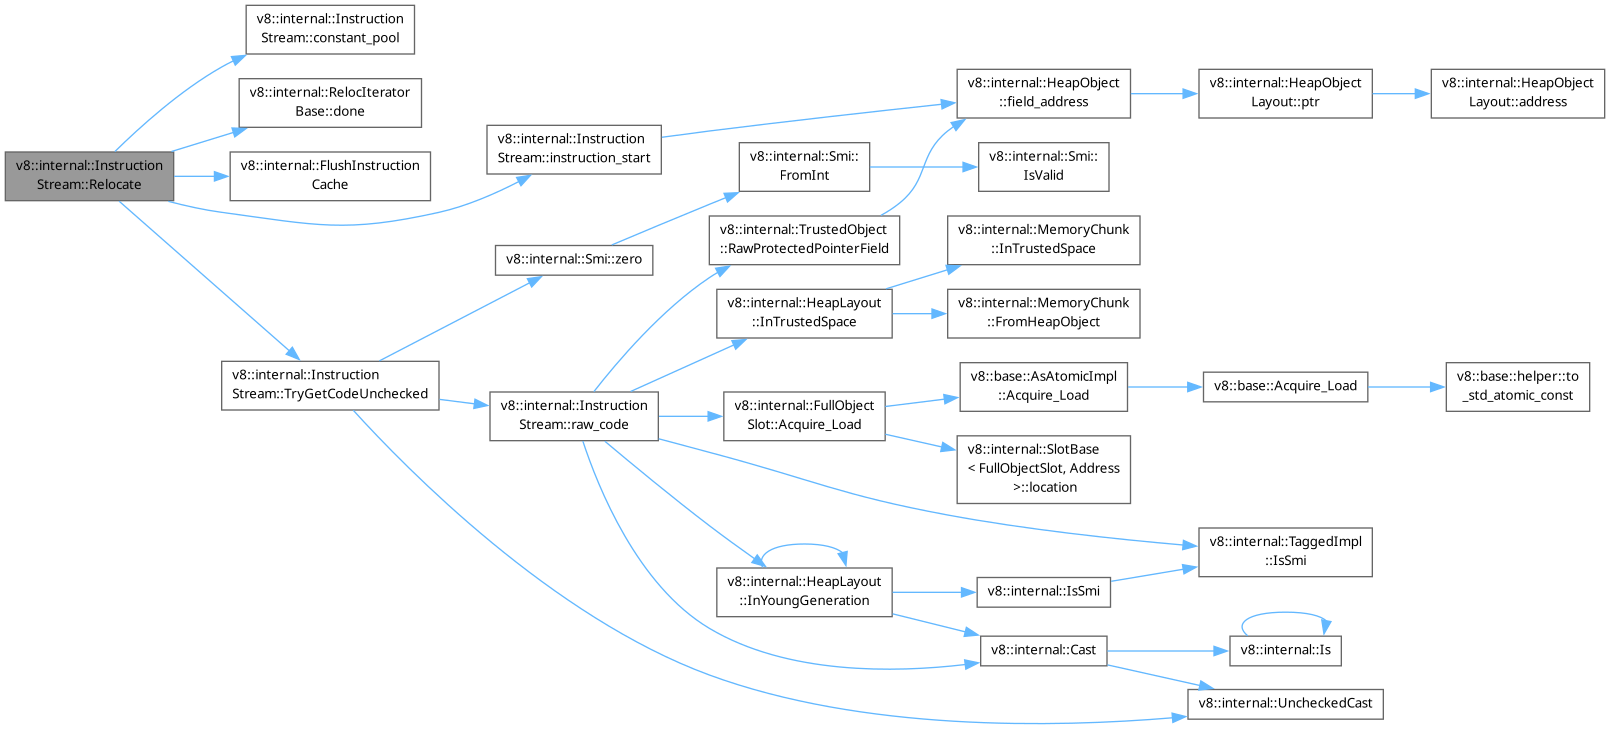 v8::internal::Instruction
Stream::Relocate
v8::internal::Instruction
Stream::constant_pool
v8::internal::RelocIterator
Base::done
v8::internal::FlushInstruction
Cache
v8::internal::Instruction
Stream::instruction_start
v8::internal::HeapObject
::field_address
v8::internal::HeapObject
Layout::ptr
v8::internal::HeapObject
Layout::address
v8::internal::Instruction
Stream::TryGetCodeUnchecked
v8::internal::Smi::zero
v8::internal::Smi::
FromInt
v8::internal::Smi::
IsValid
v8::internal::Instruction
Stream::raw_code
v8::internal::TrustedObject
::RawProtectedPointerField
v8::internal::HeapLayout
::InTrustedSpace
v8::internal::MemoryChunk
::InTrustedSpace
v8::internal::MemoryChunk
::FromHeapObject
v8::internal::FullObject
Slot::Acquire_Load
v8::base::AsAtomicImpl
::Acquire_Load
v8::base::Acquire_Load
v8::base::helper::to
_std_atomic_const
v8::internal::SlotBase
< FullObjectSlot, Address
>::location
v8::internal::TaggedImpl
::IsSmi
v8::internal::HeapLayout
::InYoungGeneration
v8::internal::IsSmi
v8::internal::Cast
v8::internal::Is
v8::internal::UncheckedCast